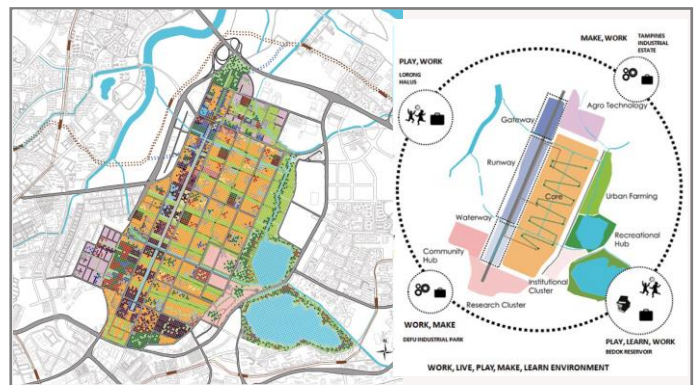 MAKE, WORK
TAMPINES
INDUSTRIAL
ESTATE
PLAY, WORK
LORONG
HALUS
Agro Technology
Gateway
Runway
Core
Urban Farming
Waterway
Recreational
Hub
Community
Hub
Institutional
Cluster
Research Cluster
WORK, MAKE
DEFU INDUSTRIAL PARK
PLAY, LEARN, WORK
BEDOK RESERVOIR
WORK, LIVE, PLAY, MAKE, LEARN ENVIRONMENT